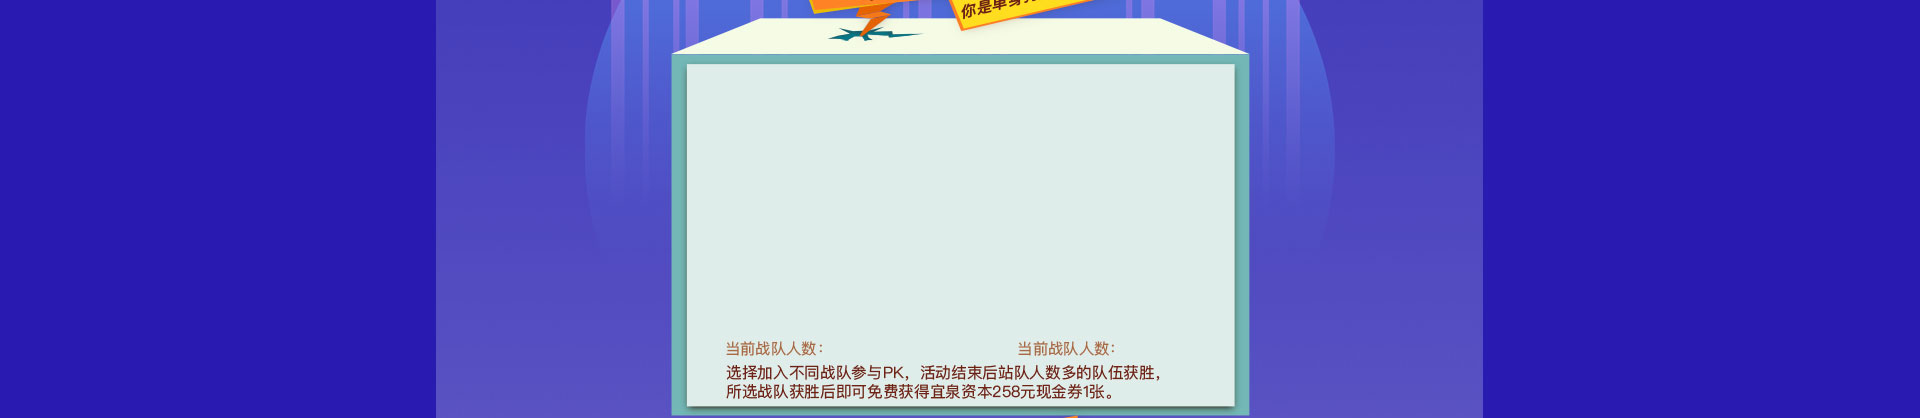 你是单身
当前战队人数： 当前战队人数：
选择加入不同战队参与PK，活动结束后站队人数多的队伍获胜，
所选战队获胜后即可免费获得宜泉资本258元现金券1张。